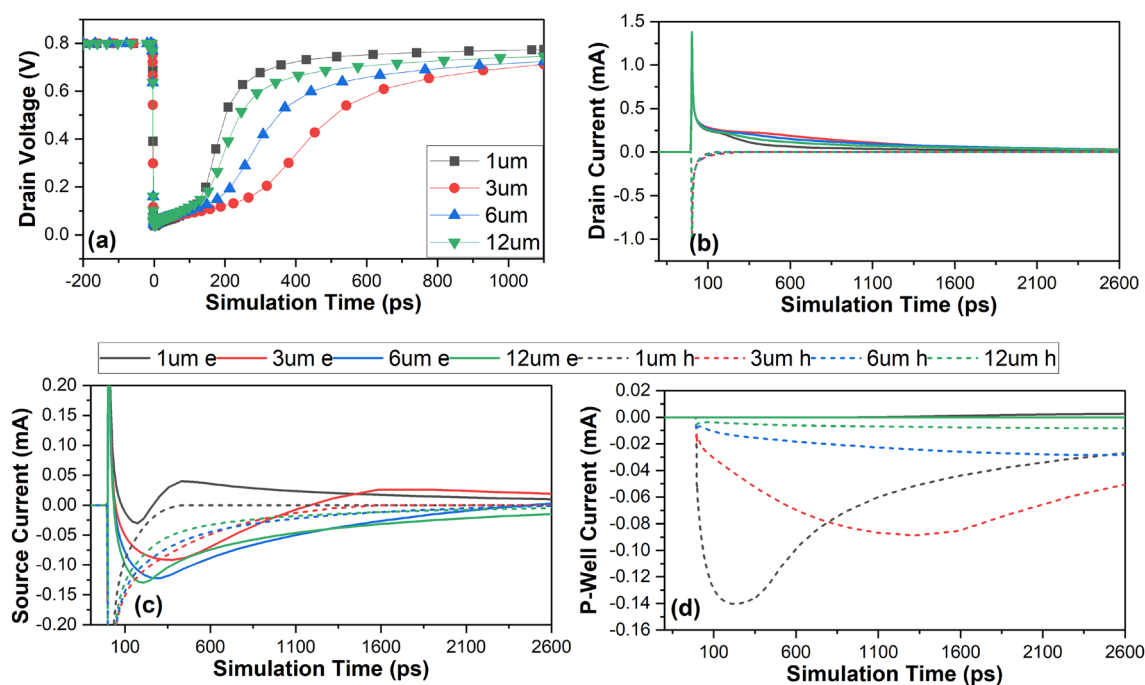 0.8
0.6
0.4
0.2
0.0
Drain Voltage (V)
(a)
1um
3um
6um
12um
-200 0 200 400 600 800 1000
Simulation Time (ps)
1.5
1.0
0.5
0.0
-0.5
-1.0
Drain Current (mA)
(b)
100 600 1100 1600 2100 2600
Simulation Time (ps)
1um e 3um e 6um e 12um e 1um h 3um h 6um h 12um h
0.20
0.15
0.10
0.05
0.00
-0.05
-0.10
-0.15
-0.20
Source Current (mA)
(c)
100 600 1100 1600 2100 2600
Simulation Time (ps)
0.02
0.00
-0.02
-0.04
-0.06
-0.08
-0.10
-0.12
-0.14
-0.16
P-Well Current (mA)
(d)
100 600 1100 1600 2100 2600
Simulation Time (ps)